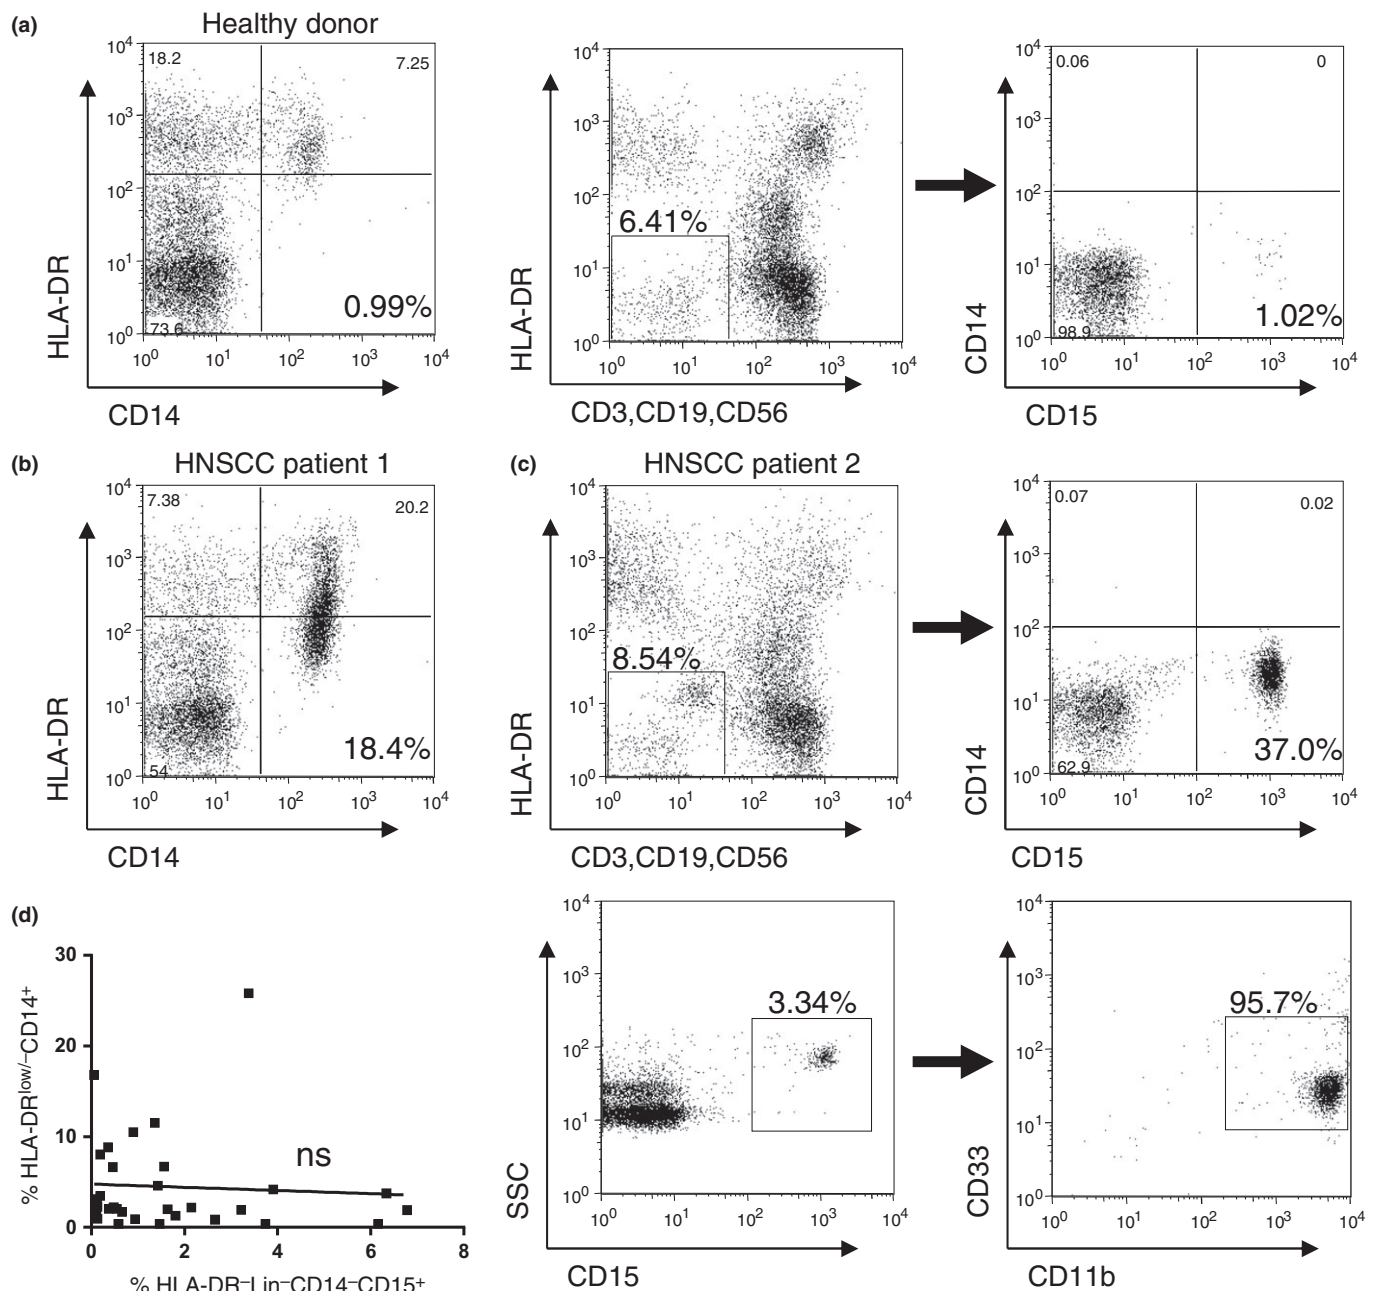 (a)
Healthy donor
10⁴
10³
10²
10¹
10⁰
18.2
7.25
73.6
0.99%
10⁰ 10¹ 10² 10³ 10⁴
HLA-DR
CD14
10⁴
10³
10²
10¹
10⁰
6.41%
10⁰ 10¹ 10² 10³ 10⁴
HLA-DR
CD3,CD19,CD56
10⁴
10³
10²
10¹
10⁰
0.06
0
98.9
1.02%
10⁰ 10¹ 10² 10³ 10⁴
CD14
CD15
(b)
HNSCC patient 1
10⁴
10³
10²
10¹
10⁰
7.38
20.2
54
18.4%
10⁰ 10¹ 10² 10³ 10⁴
HLA-DR
CD14
(c)
HNSCC patient 2
10⁴
10³
10²
10¹
10⁰
8.54%
10⁰ 10¹ 10² 10³ 10⁴
HLA-DR
CD3,CD19,CD56
10⁴
10³
10²
10¹
10⁰
0.07
0.02
62.9
37.0%
10⁰ 10¹ 10² 10³ 10⁴
CD14
CD15
(d)
30
20
10
0
ns
0 2 4 6 8
% HLA-DRˡᵒʷ/⁻CD14⁺
% HLA-DR⁻Lin⁻CD14⁻CD15⁺
10⁴
10³
10²
10¹
10⁰
3.34%
10⁰ 10¹ 10² 10³ 10⁴
SSC
CD15
10⁴
10³
10²
10¹
10⁰
95.7%
10⁰ 10¹ 10² 10³ 10⁴
CD33
CD11b